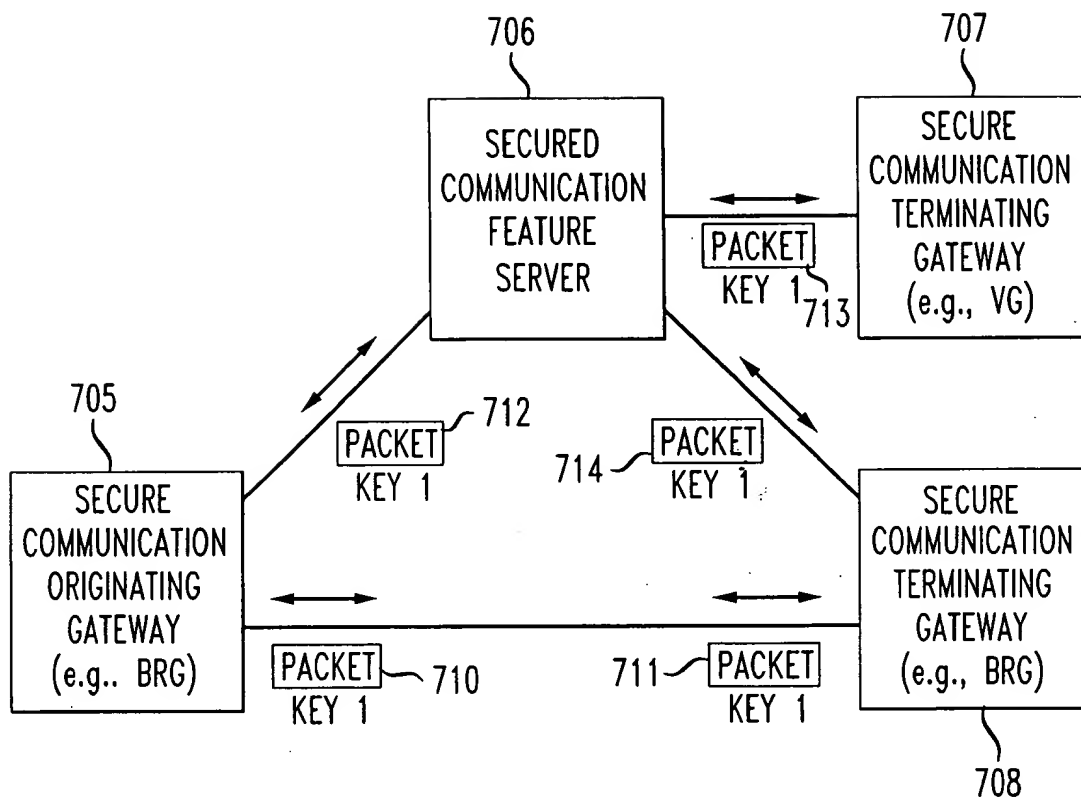 706
707
SECURED
COMMUNICATION
FEATURE
SERVER
SECURE
COMMUNICATION
TERMINATING
GATEWAY
(e.g., VG)
PACKET
KEY 1
713
705
PACKET
KEY 1
712
714
PACKET
KEY 1
SECURE
COMMUNICATION
ORIGINATING
GATEWAY
(e.g.. BRG)
SECURE
COMMUNICATION
TERMINATING
GATEWAY
(e.g., BRG)
PACKET
KEY 1
710
711
PACKET
KEY 1
708